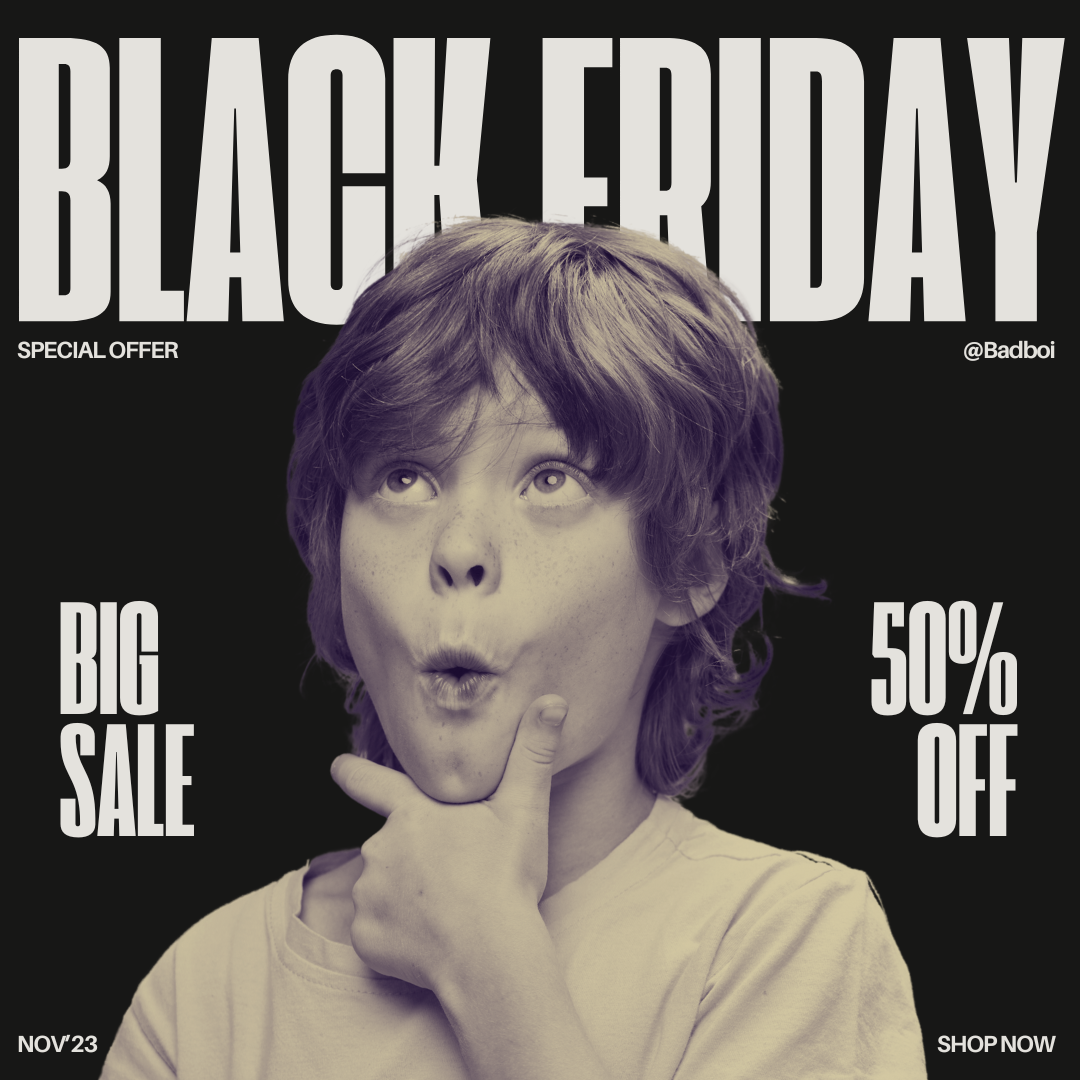 BLACK FRIDAY
SPECIAL OFFER
@Badboi
BIG
SALE
50%
OFF
NOV'23
SHOP NOW